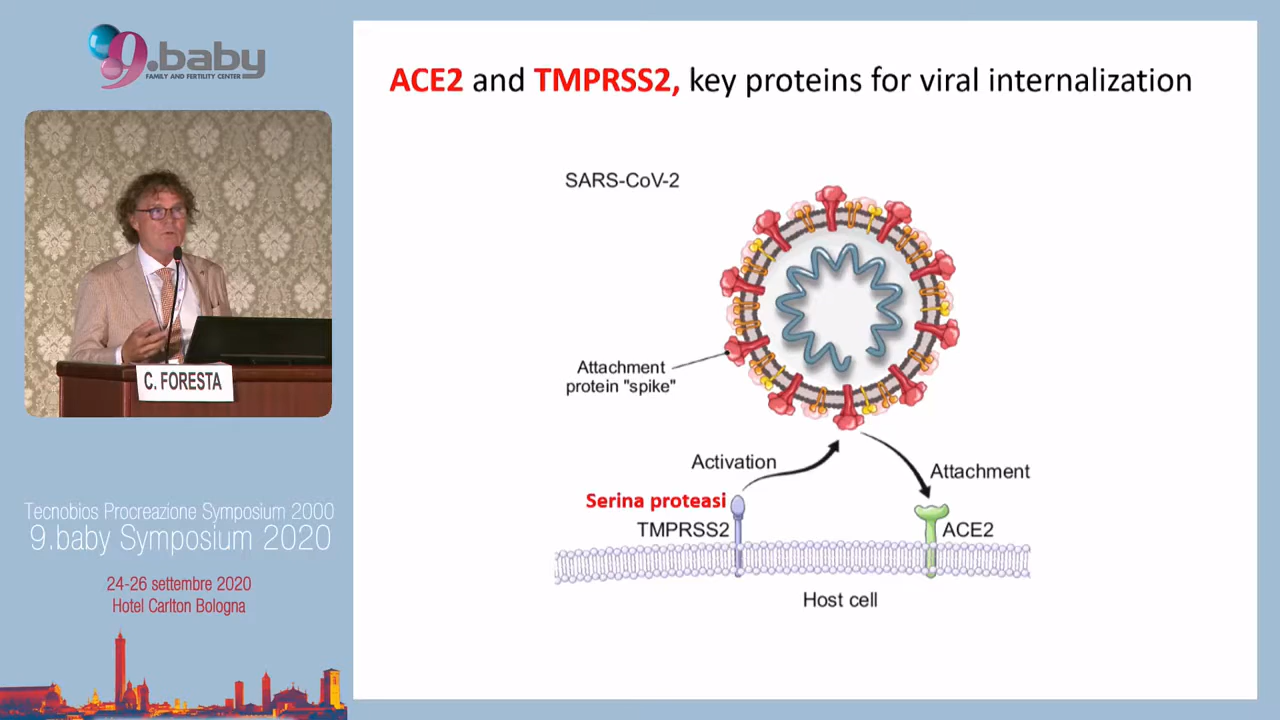 9.baby
FAMILY AND FERTILITY CENTER
C. FORESTA
Tecnobios Procreazione Symposium 2000
9.baby Symposium 2020
24-26 settembre 2020
Hotel Carlton Bologna
ACE2 and TMPRSS2, key proteins for viral internalization
SARS-CoV-2
Attachment
protein "spike"
Activation
Attachment
Serina proteasi
TMPRSS2
ACE2
Host cell